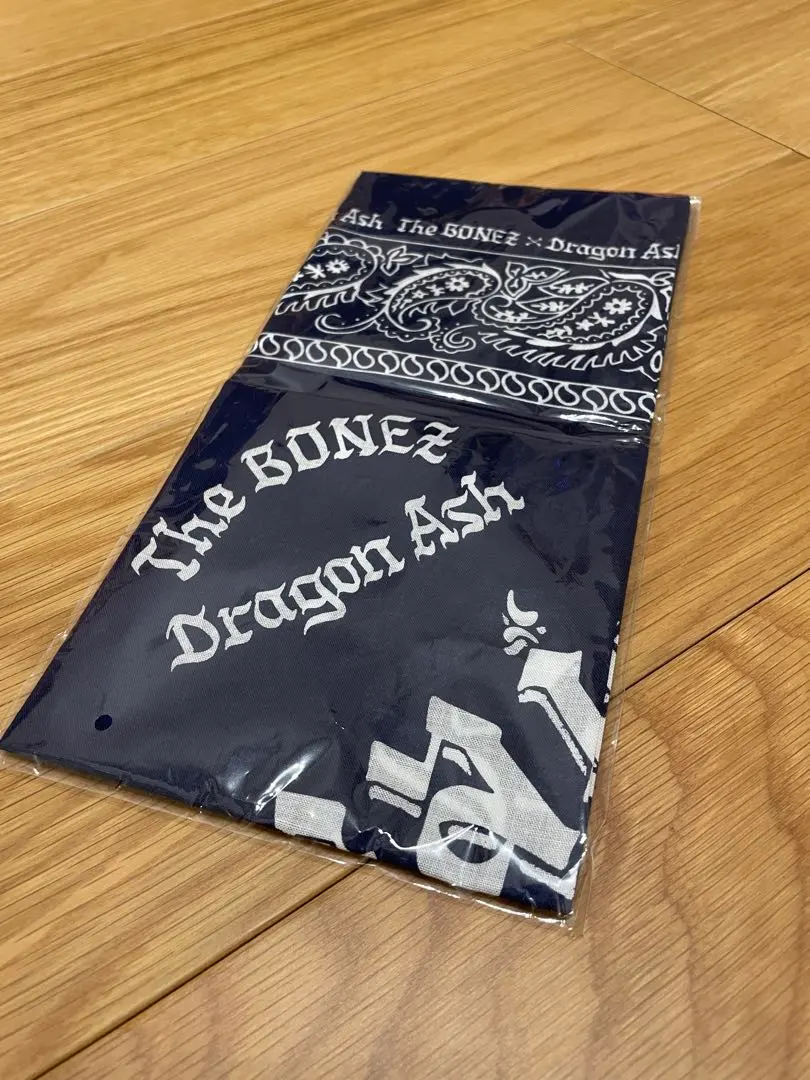 Ash The BONEZ × Dragon Ash
The BONEZ
Dragon Ash